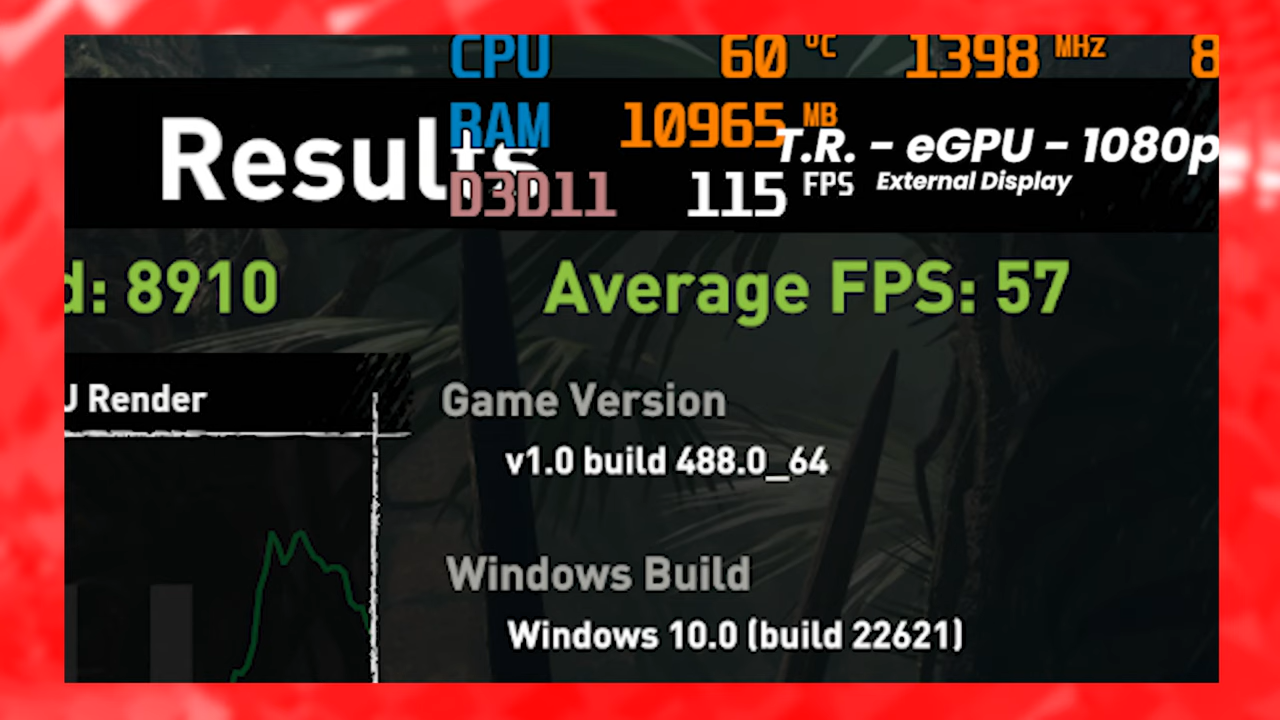 CPU 60 °C 1398 MHz 8
RAM 10965 MB
Results
T.R. – eGPU – 1080p
External Display
D3D11 115 FPS
d: 8910
Average FPS: 57
U Render
Game Version
v1.0 build 488.0_64
Windows Build
Windows 10.0 (build 22621)